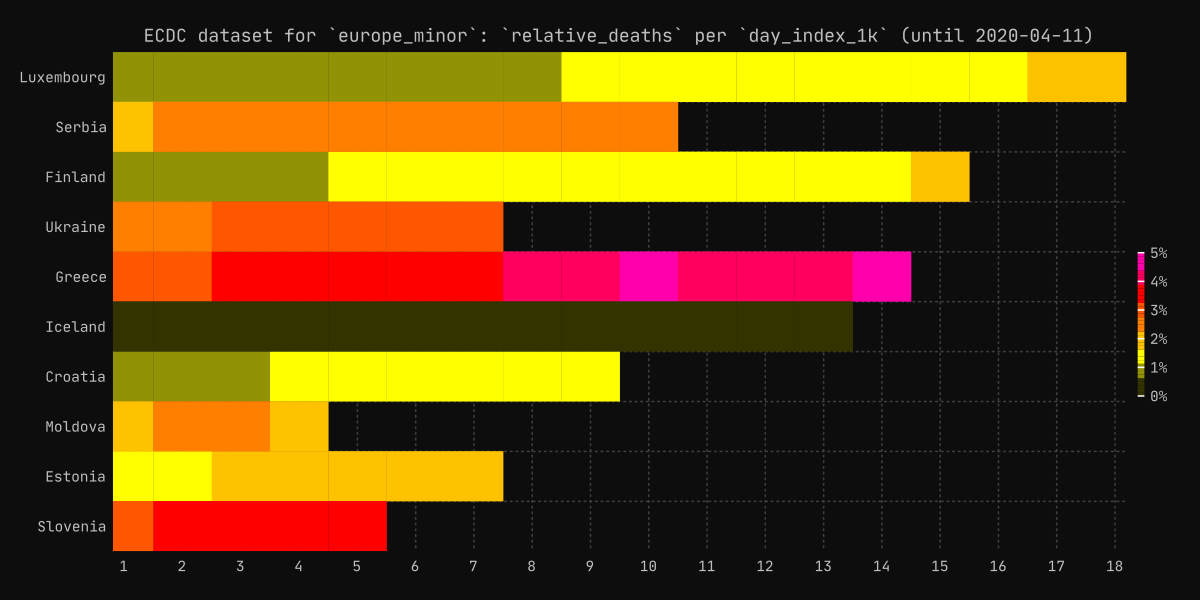 ECDC dataset for `europe_minor`: `relative_deaths` per `day_index_1k` (until 2020-04-11)
Luxembourg
Serbia
Finland
Ukraine
Greece
Iceland
Croatia
Moldova
Estonia
Slovenia
5%
4%
3%
2%
1%
0%
1 2 3 4 5 6 7 8 9 10 11 12 13 14 15 16 17 18